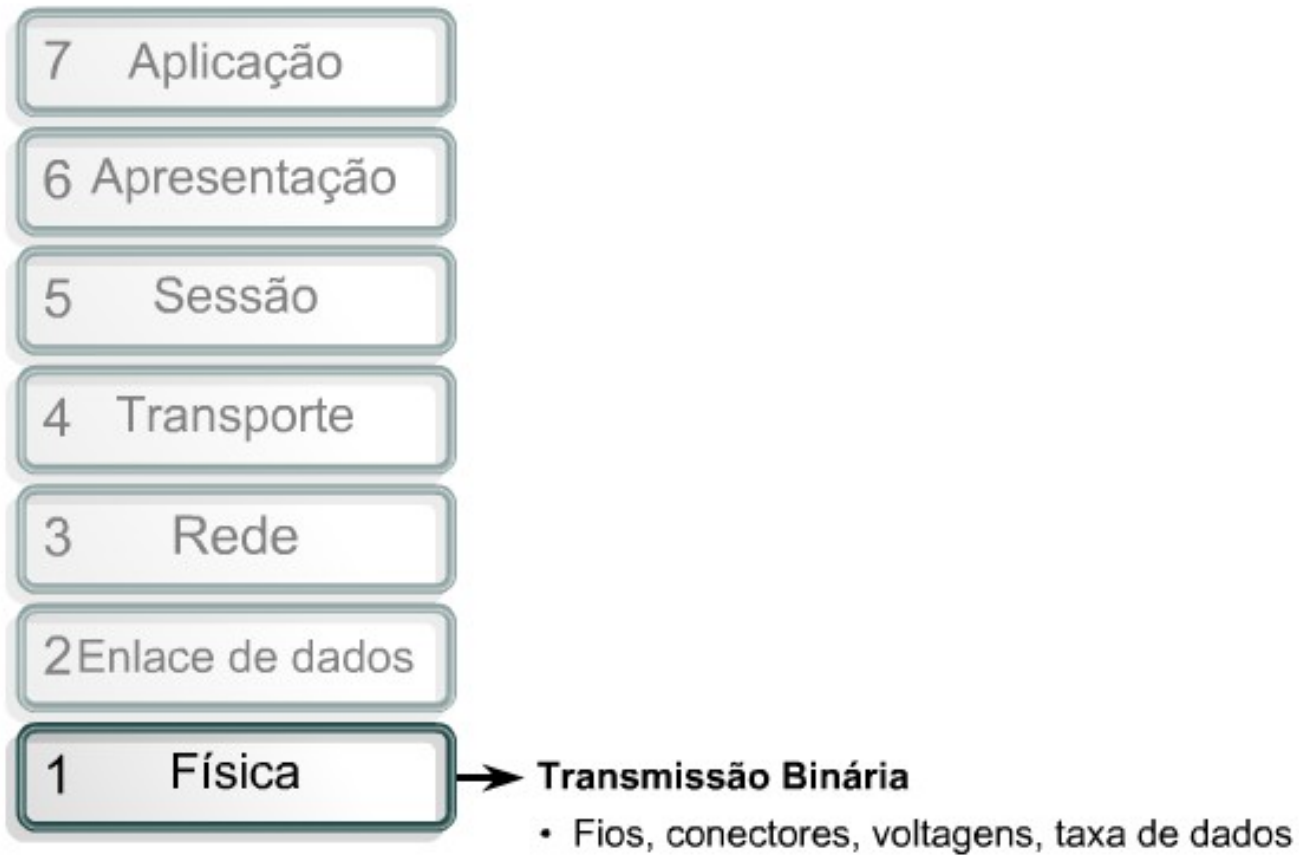 7 Aplicação
6 Apresentação
5 Sessão
4 Transporte
3 Rede
2 Enlace de dados
1 Física
Transmissão Binária
• Fios, conectores, voltagens, taxa de dados